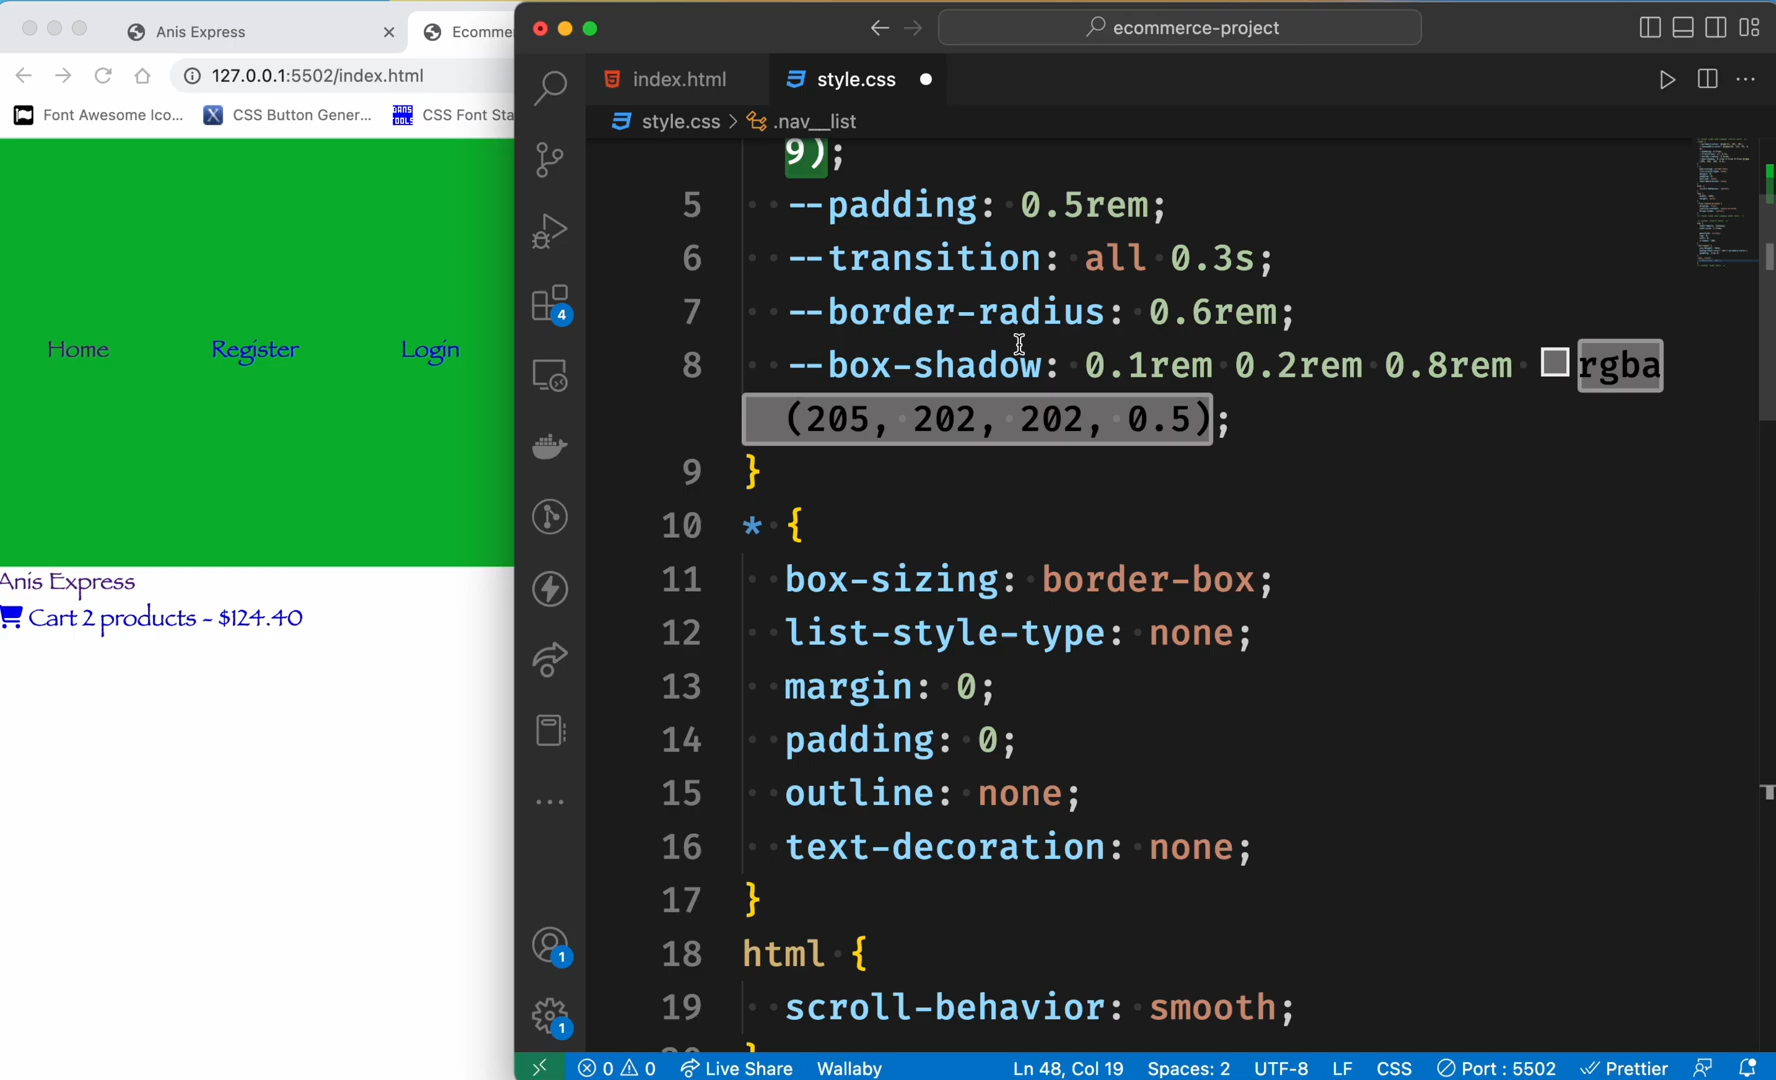 Anis Express
Ecomme
127.0.0.1:5502/index.html
Font Awesome Ico...
CSS Button Gener...
DANS TOOLS
CSS Font Sta
Home
Register
Login
Anis Express
Cart 2 products - $124.40
ecommerce-project
index.html
style.css
style.css > .nav__list
9);
5 --padding: 0.5rem;
6 --transition: all 0.3s;
7 --border-radius: 0.6rem;
8 --box-shadow: 0.1rem 0.2rem 0.8rem rgba
(205, 202, 202, 0.5);
9 }
10 * {
11 box-sizing: border-box;
12 list-style-type: none;
13 margin: 0;
14 padding: 0;
15 outline: none;
16 text-decoration: none;
17 }
18 html {
19 scroll-behavior: smooth;
4
1
1
0 0 Live Share Wallaby Ln 48, Col 19 Spaces: 2 UTF-8 LF CSS Port : 5502 Prettier